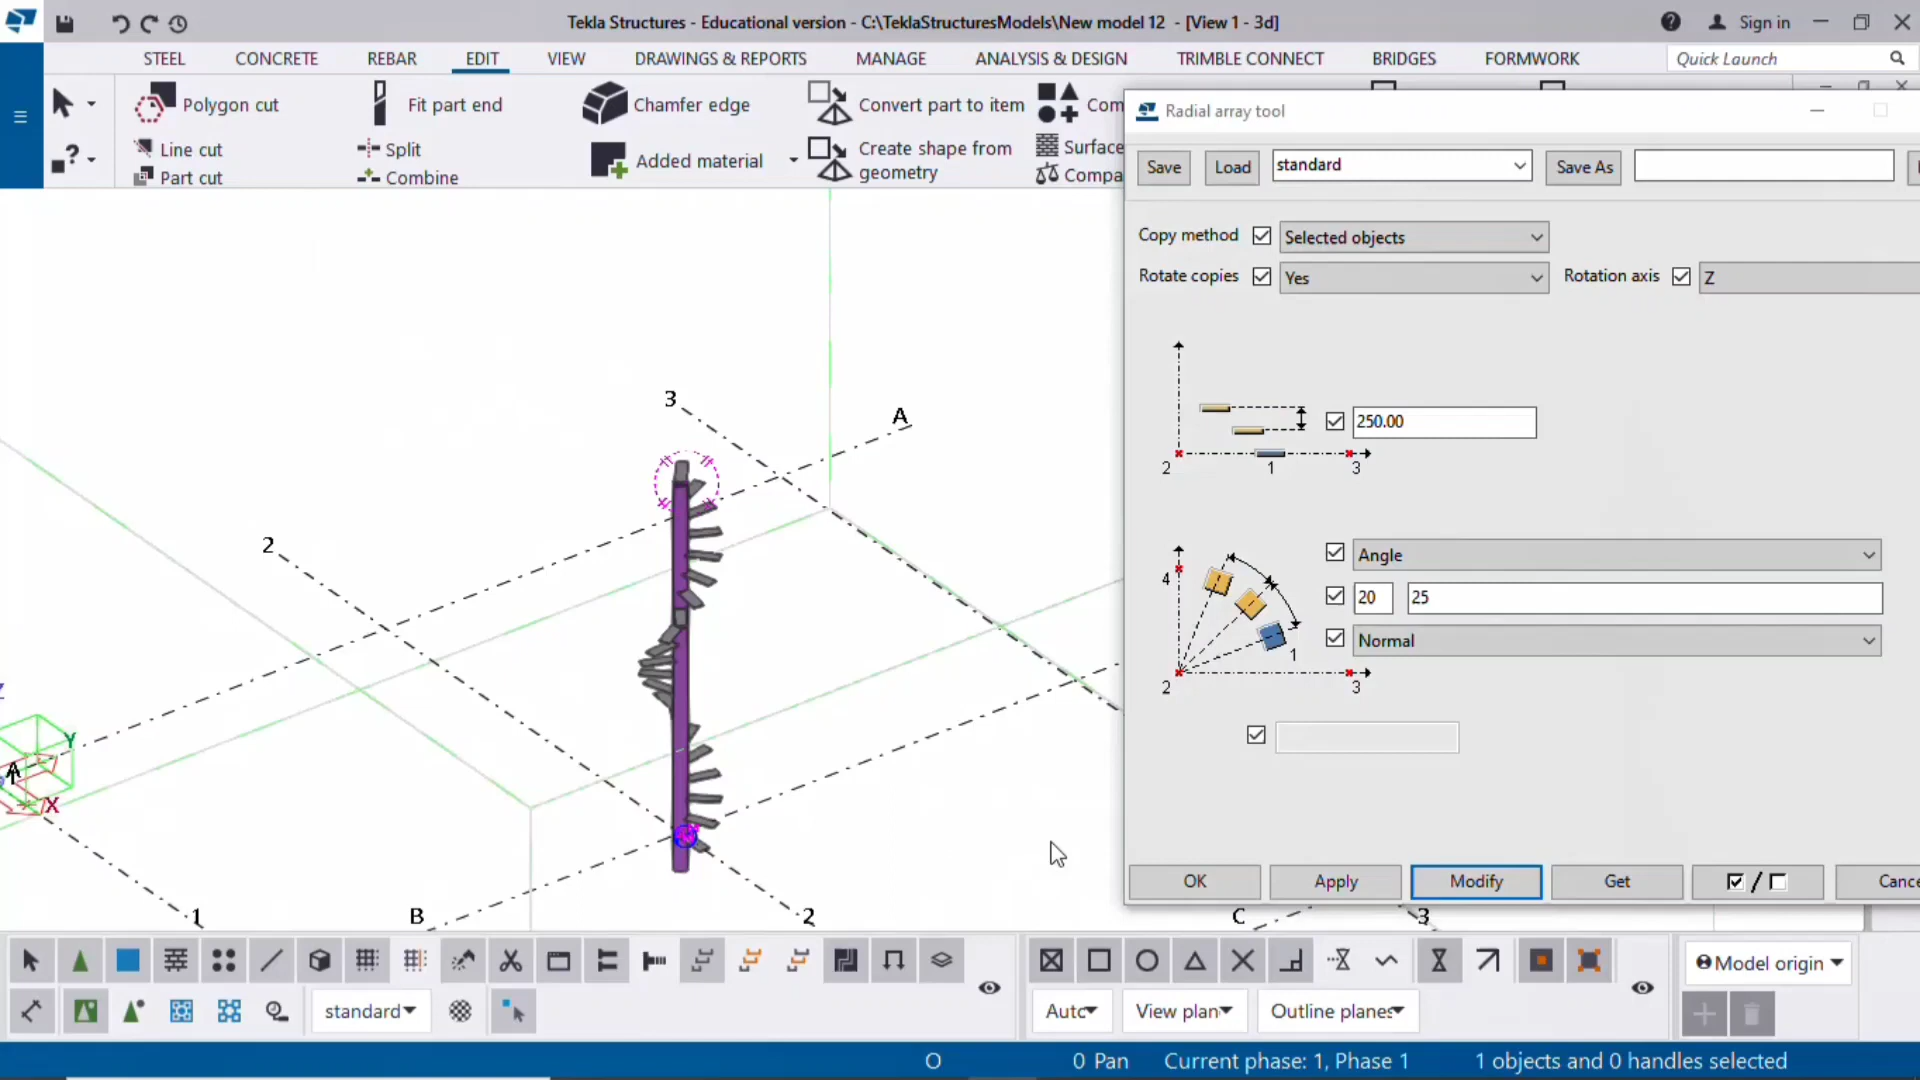 Tekla Structures - Educational version - C:\TeklaStructuresModels\New model 12 - [View 1 - 3d]
Sign in
STEEL CONCRETE REBAR EDIT VIEW DRAWINGS & REPORTS MANAGE ANALYSIS & DESIGN TRIMBLE CONNECT BRIDGES FORMWORK Quick Launch
Polygon cut Fit part end Chamfer edge Convert part to item Com
Line cut Split Added material Create shape from geometry Surface
Part cut Combine Compa
Radial array tool
Save Load standard Save As
Copy method Selected objects
Rotate copies Yes Rotation axis Z
250.00
2 1 3
Angle
4
20 25
Normal
1
2 3
OK Apply Modify Get / Cance
3 A
2
Z
Y
A
X
1 B 2 C 3
Model origin
standard Auto View plan Outline planes
O 0 Pan Current phase: 1, Phase 1 1 objects and 0 handles selected